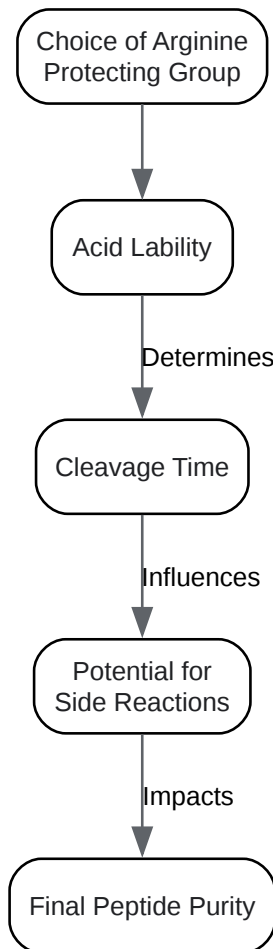 Choice of Arginine
Protecting Group
Acid Lability
Determines
Cleavage Time
Influences
Potential for
Side Reactions
Impacts
Final Peptide Purity